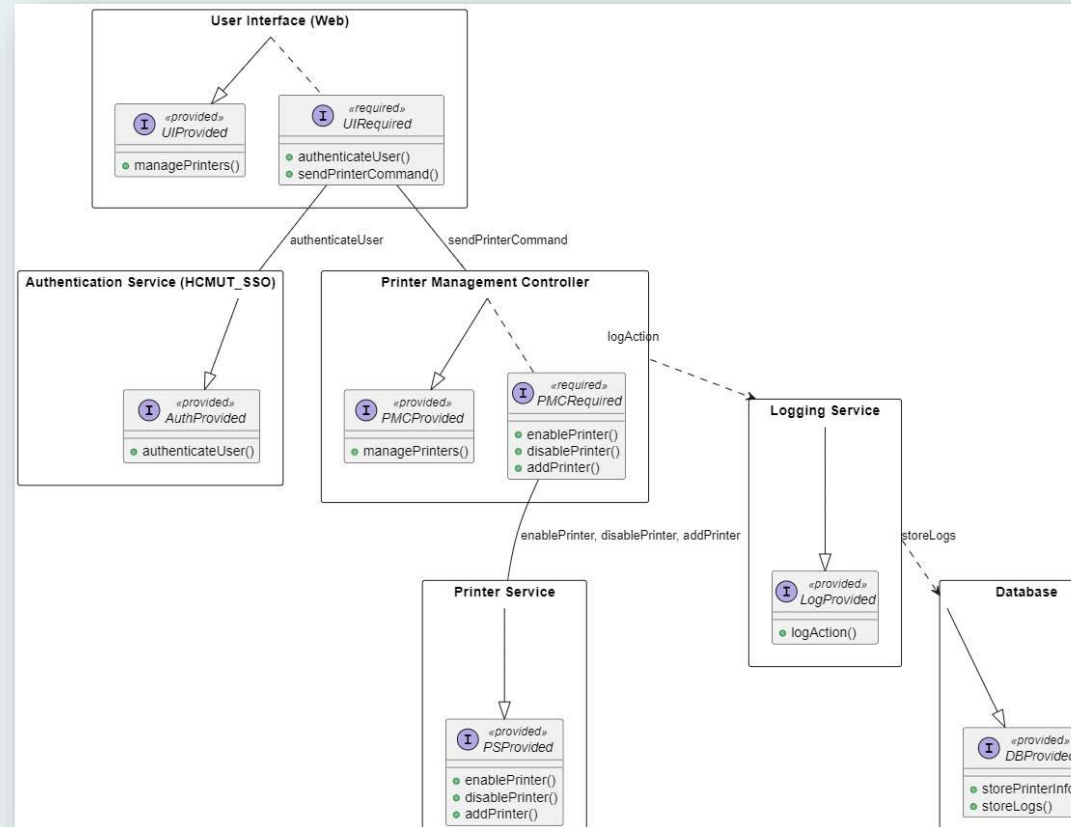 User Interface (Web)
I
«provided»
UIProvided
managePrinters()
I
«required»
UIRequired
authenticateUser()
sendPrinterCommand()
authenticateUser
sendPrinterCommand
Authentication Service (HCMUT_SSO)
I
«provided»
AuthProvided
authenticateUser()
Printer Management Controller
I
«provided»
PMCProvided
managePrinters()
I
«required»
PMCRequired
enablePrinter()
disablePrinter()
addPrinter()
logAction
enablePrinter, disablePrinter, addPrinter
Logging Service
I
«provided»
LogProvided
logAction()
storeLogs
Printer Service
I
«provided»
PSProvided
enablePrinter()
disablePrinter()
addPrinter()
Database
I
«provided»
DBProvided
storePrinterInfo
storeLogs()